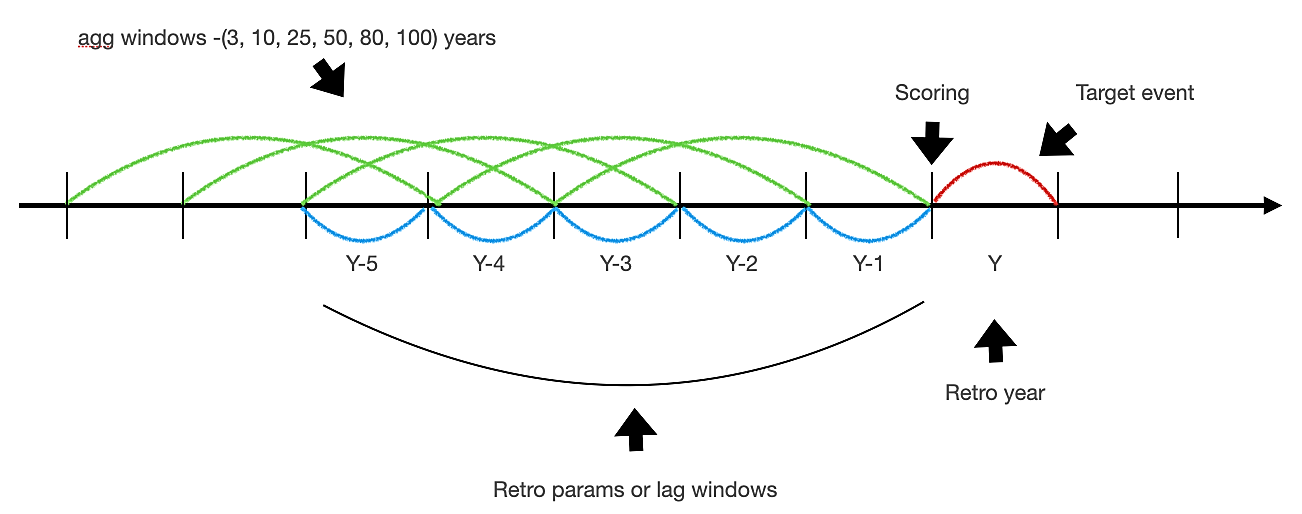 agg windows -(3, 10, 25, 50, 80, 100) years
Scoring
Target event
Y-5 Y-4 Y-3 Y-2 Y-1 Y
Retro year
Retro params or lag windows